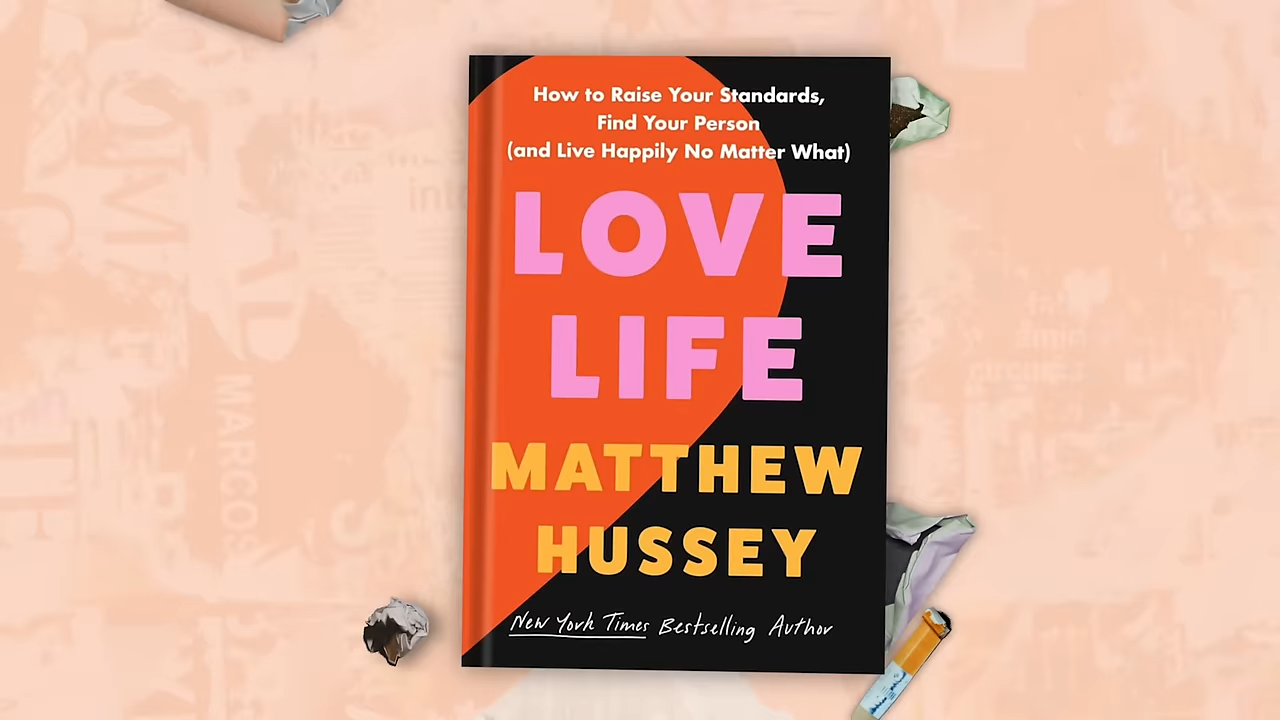 How to Raise Your Standards,
Find Your Person
(and Live Happily No Matter What)
LOVE
LIFE
MATTHEW
HUSSEY
New York Times Bestselling Author
MARCO